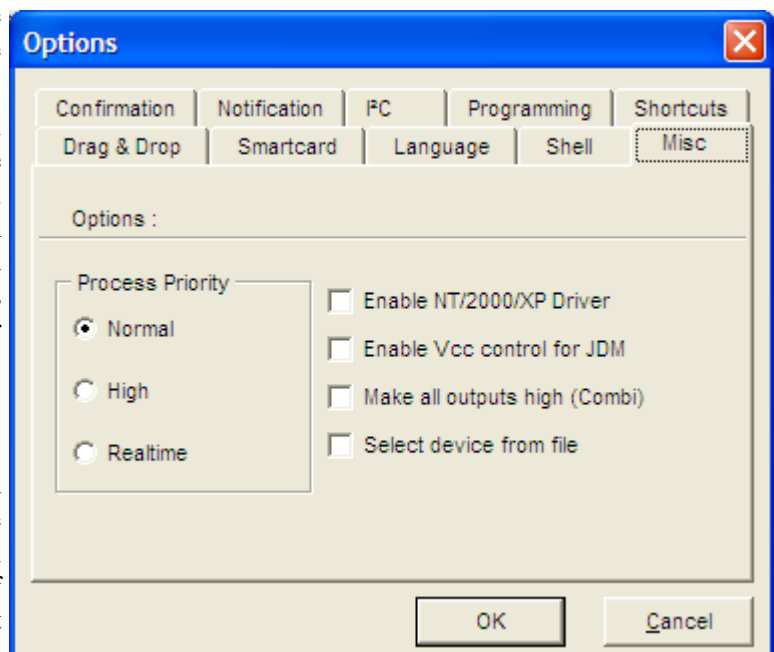 Options
Confirmation Notification I²C Programming Shortcuts
Drag & Drop Smartcard Language Shell Misc
Options :
Process Priority
Normal
High
Realtime
Enable NT/2000/XP Driver
Enable Vcc control for JDM
Make all outputs high (Combi)
Select device from file
OK Cancel